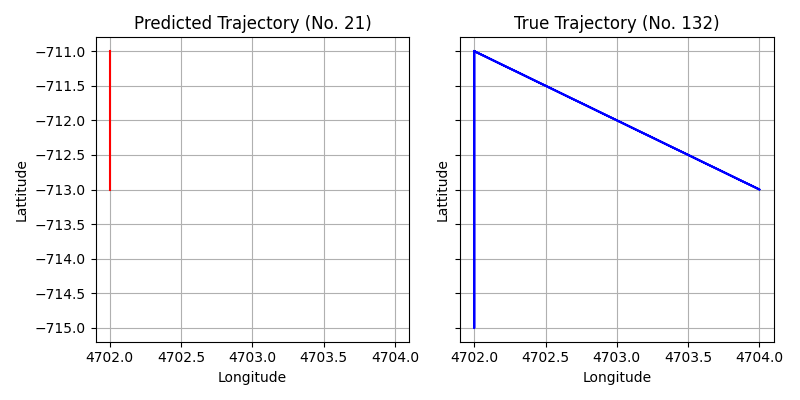 Predicted Trajectory (No. 21)
−711.0
−711.5
−712.0
−712.5
−713.0
−713.5
−714.0
−714.5
−715.0
Lattitude
4702.0 4702.5 4703.0 4703.5 4704.0
Longitude
True Trajectory (No. 132)
Lattitude
4702.0 4702.5 4703.0 4703.5 4704.0
Longitude